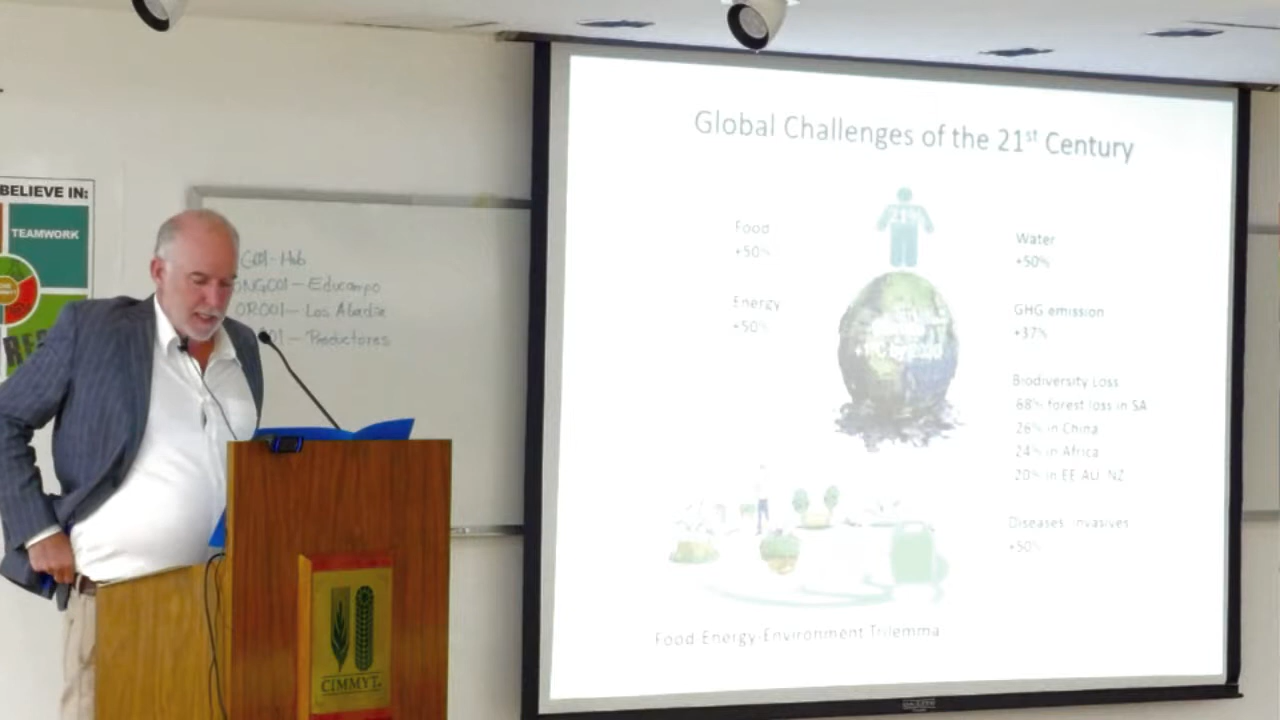 BELIEVE IN:
TEAMWORK
Hub
Educampo
Los
001 — Productores
CIMMYT.
Global Challenges of the 21st Century
21%
Food
+50%
Energy
+50%
Water
+50%
GHG emission
+37%
Biodiversity Loss
68% forest loss in SA
26% in China
24% in Africa
20% in EE AU NZ
Diseases Invasives
+50%
Food-Energy-Environment Trilemma